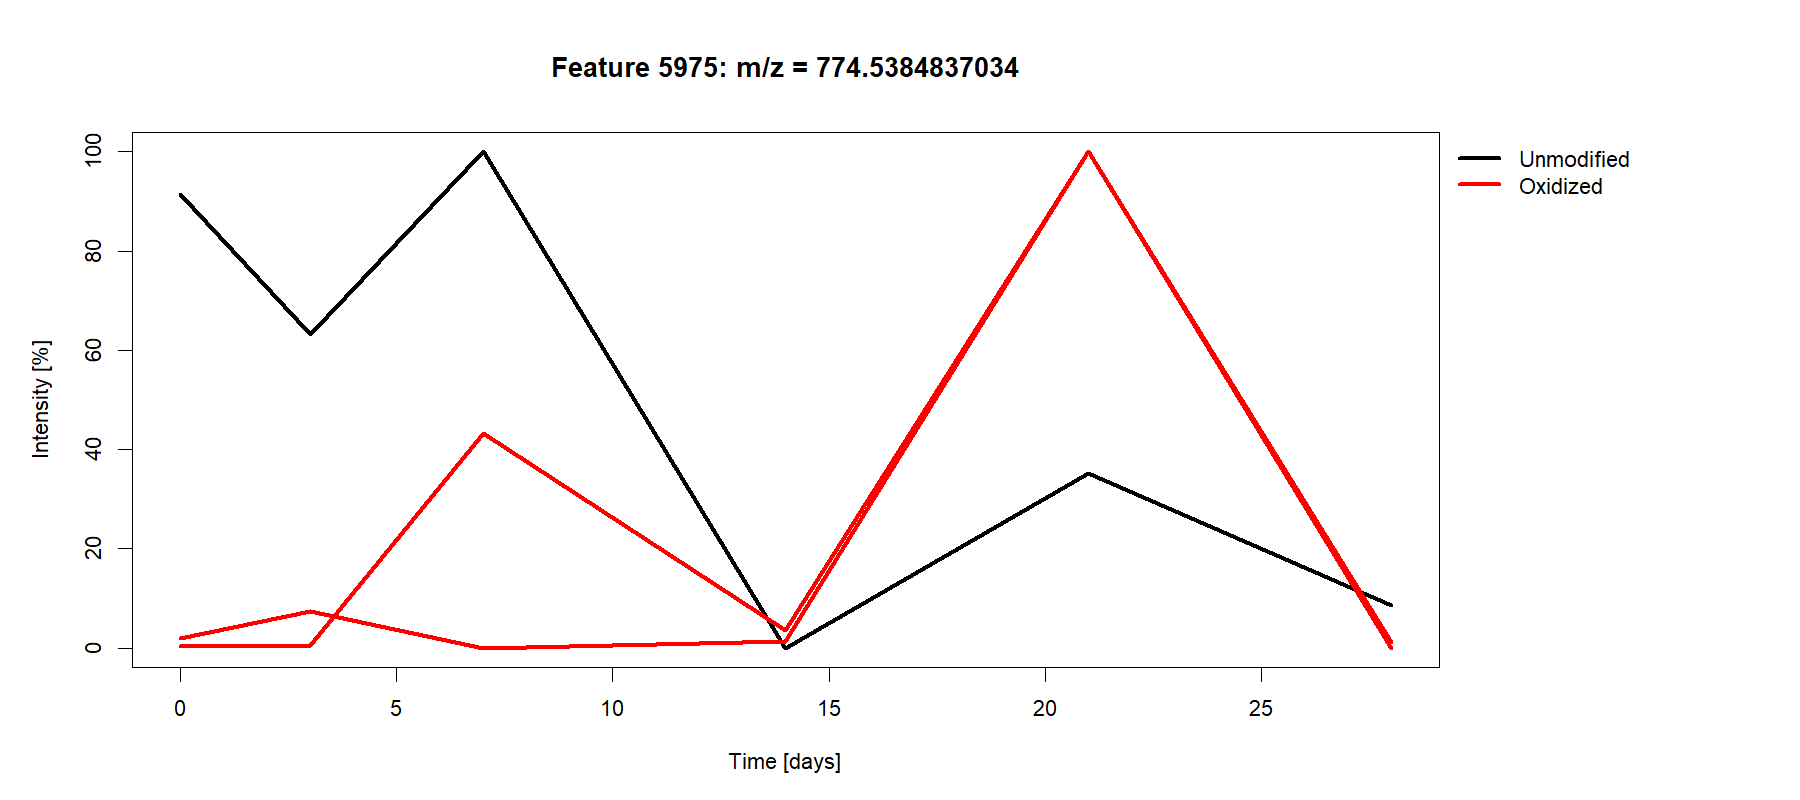 Feature 5975: m/z = 774.5384837034
Unmodified
Oxidized
Intensity [%]
100
80
60
40
20
0
0 5 10 15 20 25
Time [days]